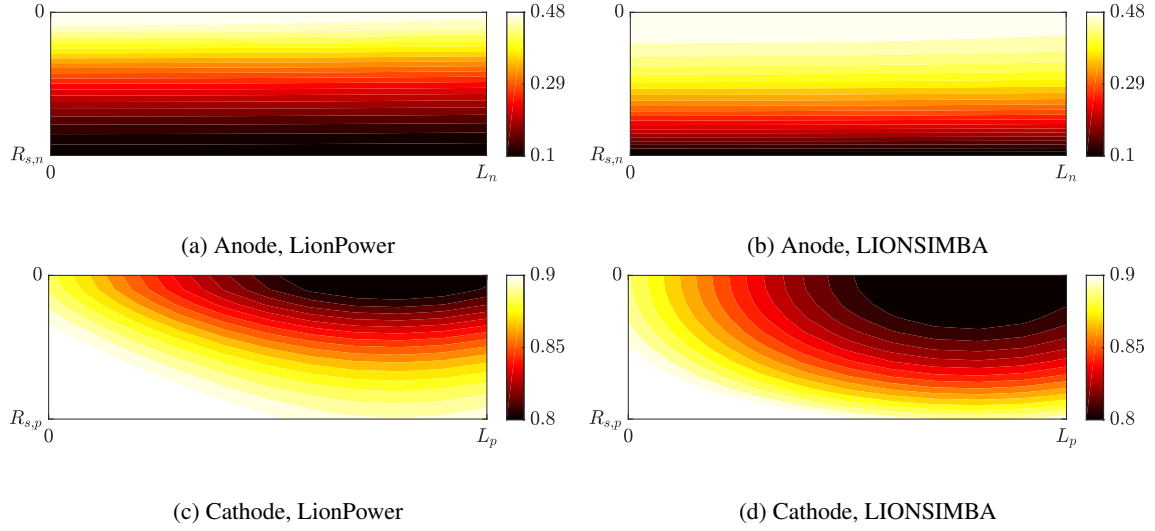 0
0.48
0.29
0.1
R_{s,n}
0
L_n
(a) Anode, LionPower
0
0.48
0.29
0.1
R_{s,n}
0
L_n
(b) Anode, LIONSIMBA
0
0.9
0.85
0.8
R_{s,p}
0
L_p
(c) Cathode, LionPower
0
0.9
0.85
0.8
R_{s,p}
0
L_p
(d) Cathode, LIONSIMBA